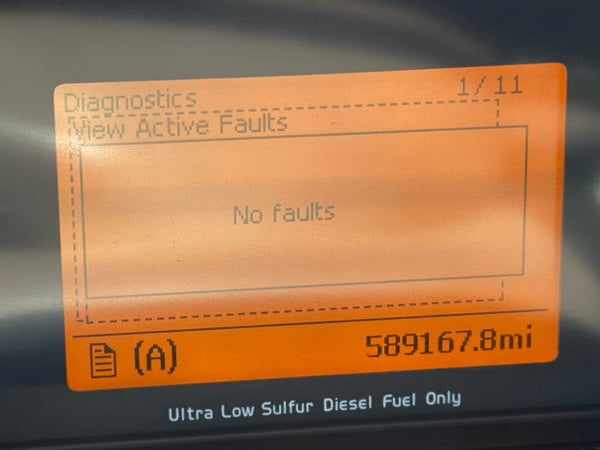 Diagnostics 1/11
View Active Faults
No faults
(A) 589167.8mi
Ultra Low Sulfur Diesel Fuel Only